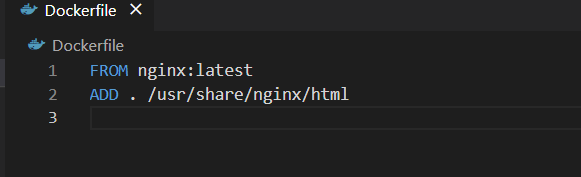 Dockerfile
Dockerfile
1 FROM nginx:latest
2 ADD . /usr/share/nginx/html
3